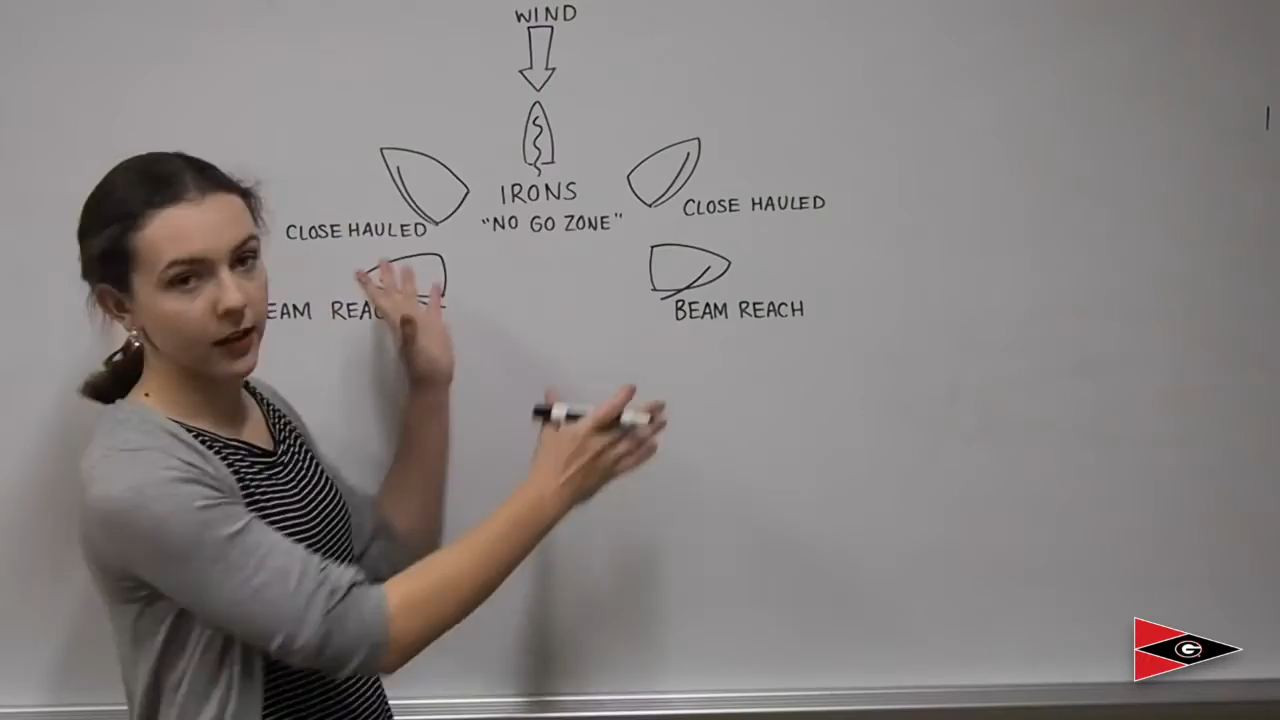 WIND
IRONS
"NO GO ZONE"
CLOSE HAULED
CLOSE HAULED
BEAM REACH
G